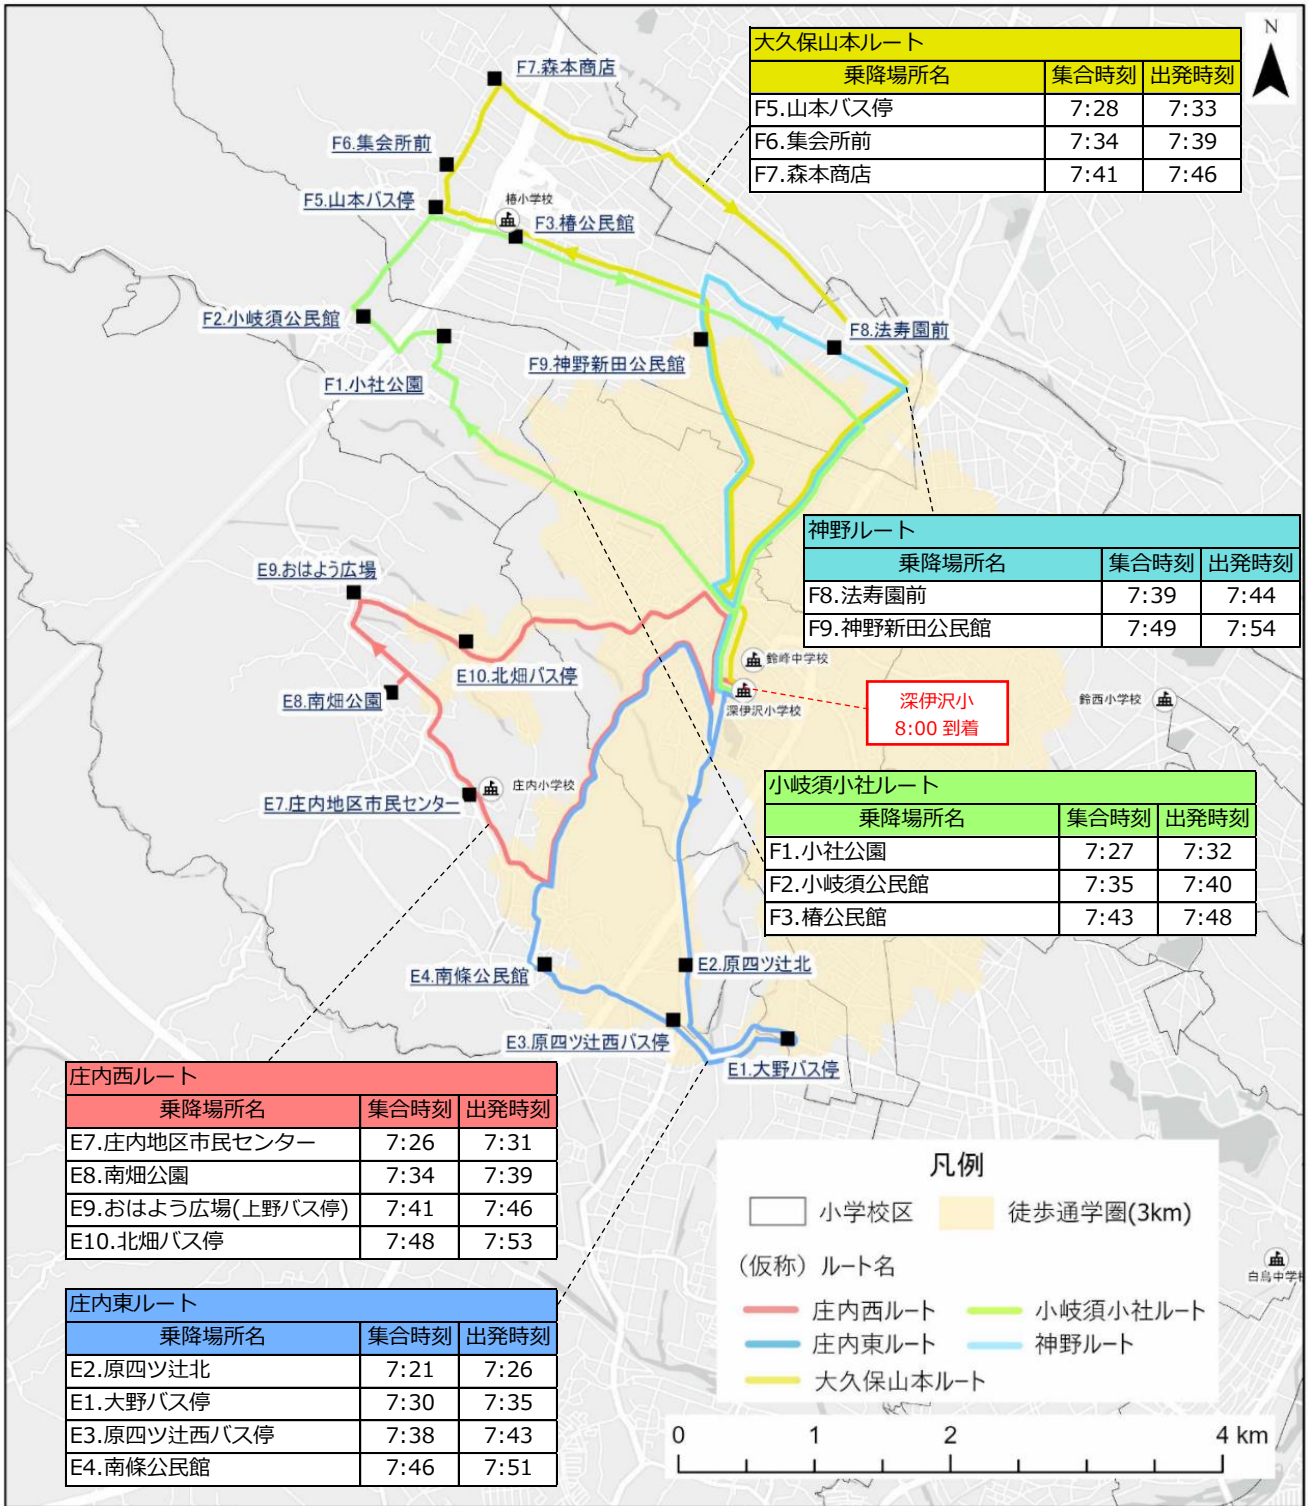 大久保山本ルート
乗降場所名 集合時刻 出発時刻
F5.山本バス停 7:28 7:33
F6.集会所前 7:34 7:39
F7.森本商店 7:41 7:46
N
F7.森本商店
F6.集会所前
F5.山本バス停
椿小学校
F3.椿公民館
F2.小岐須公民館
F1.小社公園
F9.神野新田公民館
F8.法寿園前
神野ルート
乗降場所名 集合時刻 出発時刻
F8.法寿園前 7:39 7:44
F9.神野新田公民館 7:49 7:54
E9.おはよう広場
E10.北畑バス停
E8.南畑公園
鈴峰中学校
深伊沢小学校
深伊沢小
8:00 到着
鈴西小学校
庄内小学校
E7.庄内地区市民センター
小岐須小社ルート
乗降場所名 集合時刻 出発時刻
F1.小社公園 7:27 7:32
F2.小岐須公民館 7:35 7:40
F3.椿公民館 7:43 7:48
E4.南條公民館
E2.原四ツ辻北
E3.原四ツ辻西バス停
E1.大野バス停
庄内西ルート
乗降場所名 集合時刻 出発時刻
E7.庄内地区市民センター 7:26 7:31
E8.南畑公園 7:34 7:39
E9.おはよう広場(上野バス停) 7:41 7:46
E10.北畑バス停 7:48 7:53
庄内東ルート
乗降場所名 集合時刻 出発時刻
E2.原四ツ辻北 7:21 7:26
E1.大野バス停 7:30 7:35
E3.原四ツ辻西バス停 7:38 7:43
E4.南條公民館 7:46 7:51
凡例
小学校区 徒歩通学圏(3km)
（仮称）ルート名
庄内西ルート 小岐須小社ルート
庄内東ルート 神野ルート
大久保山本ルート
白鳥中学校
0 1 2 4 km